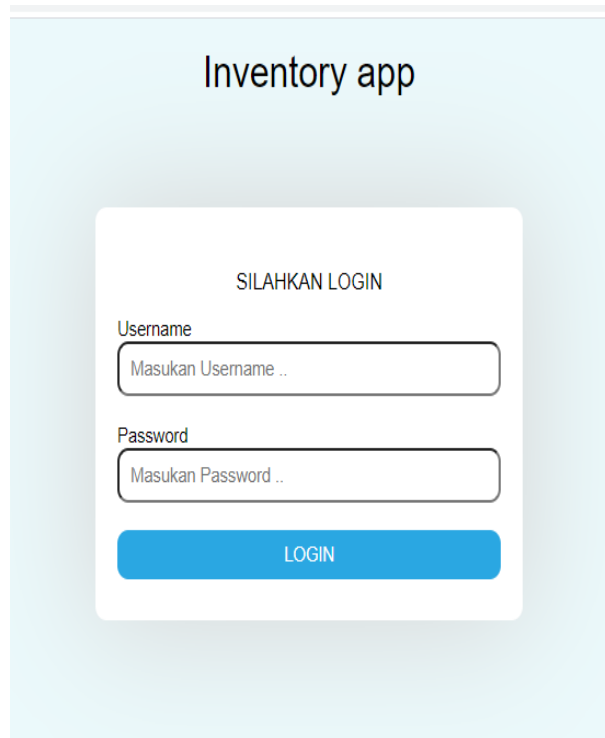 Inventory app
SILAHKAN LOGIN
Username
Masukan Username ..
Password
Masukan Password ..
LOGIN